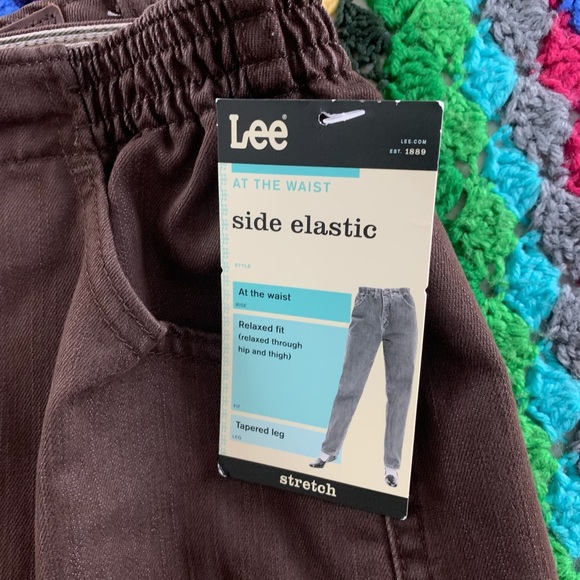 Lee®
LEE.COM
EST. 1889
AT THE WAIST
side elastic
STYLE
At the waist
RISE
Relaxed fit
(relaxed through
hip and thigh)
FIT
Tapered leg
LEG
stretch